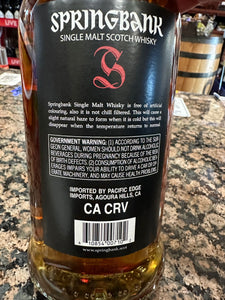 SPRINGBANK
SINGLE MALT SCOTCH WHISKY
S
Springbank Single Malt Whisky is free of artificial
colouring, also it is not chill filtered. This will cause a
slight natural haze to form when it is cold but this will
disappear when the temperature returns to normal.
GOVERNMENT WARNING: (1) ACCORDING TO THE SUR-
GEON GENERAL, WOMEN SHOULD NOT DRINK ALCOHOLIC
BEVERAGES DURING PREGNANCY BECAUSE OF THE RISK
OF BIRTH DEFECTS. (2) CONSUMPTION OF ALCOHOLIC BEV-
ERAGES IMPAIRS YOUR ABILITY TO DRIVE A CAR OR OP-
ERATE MACHINERY, AND MAY CAUSE HEALTH PROBLEMS.
IMPORTED BY PACIFIC EDGE
IMPORTS, AGOURA HILLS, CA
CA CRV
www.springbank.scot